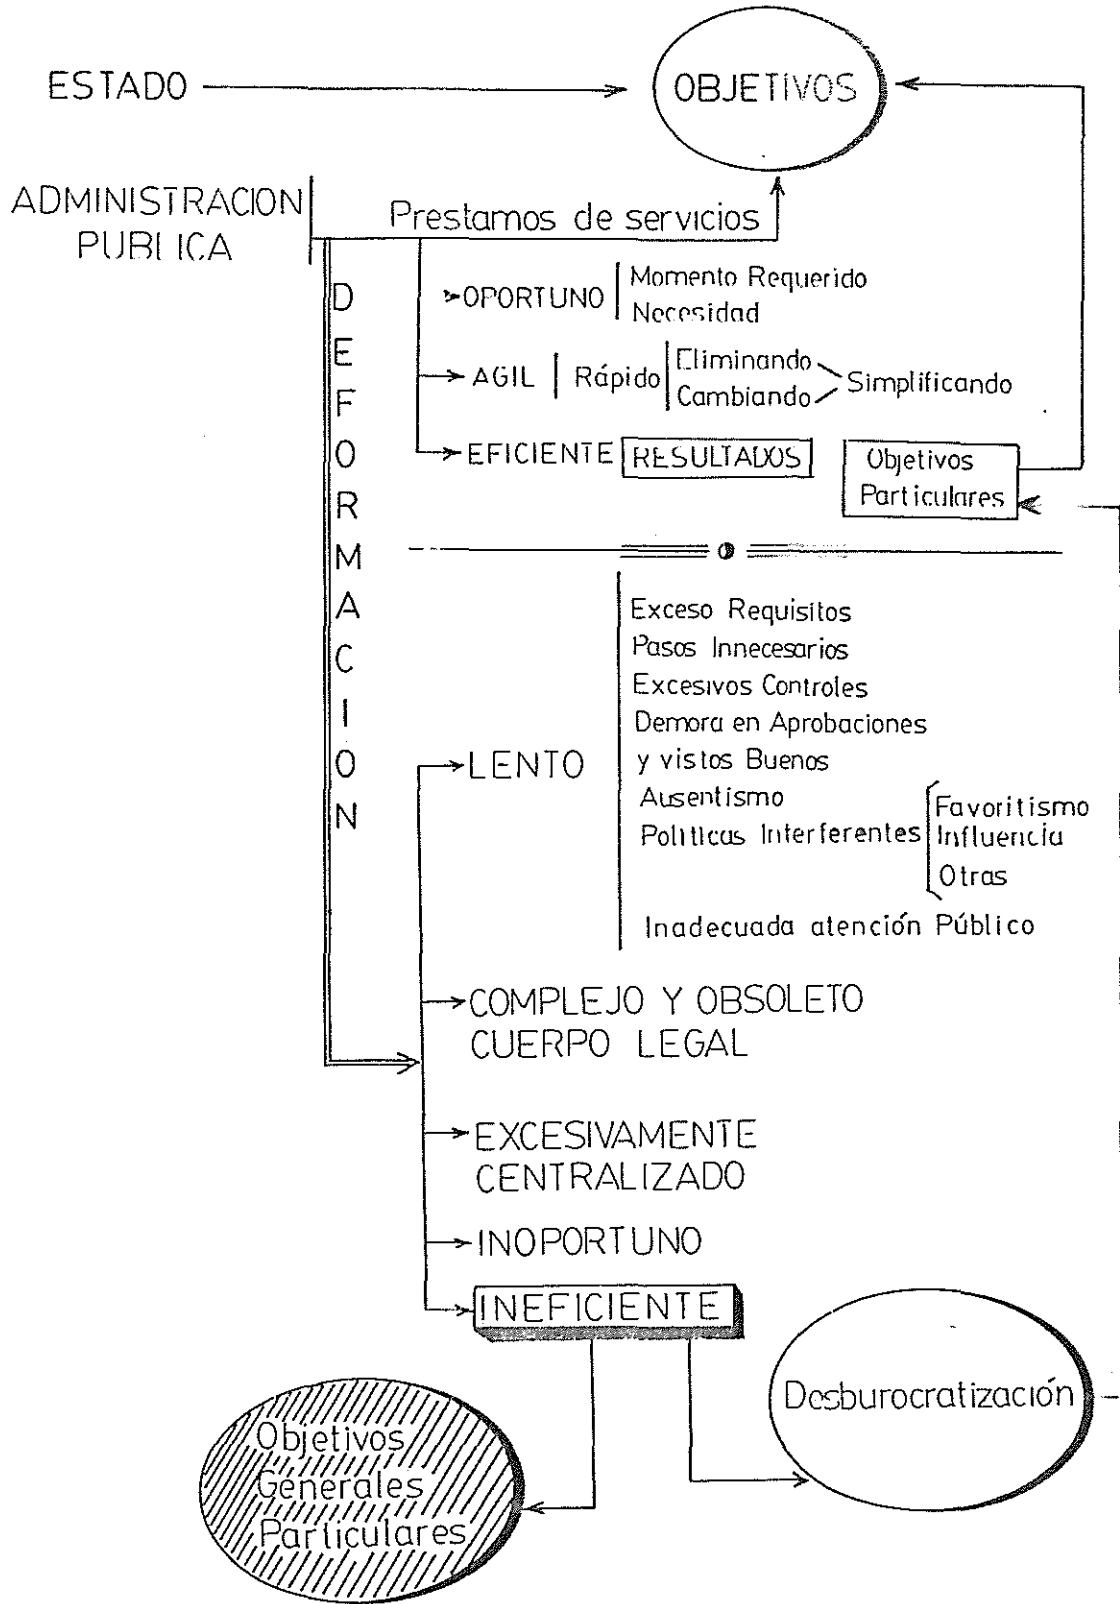 ESTADO
OBJETIVOS
ADMINISTRACION
PUBLICA
Prestamos de servicios
DEFORMACION
OPORTUNO
Momento Requerido
Necesidad
AGIL
Rápido
Eliminando
Cambiando
Simplificando
EFICIENTE
RESULTADOS
Objetivos
Particulares
LENTO
Exceso Requisitos
Pasos Innecesarios
Excesivos Controles
Demora en Aprobaciones
y vistos Buenos
Ausentismo
Politicas Interferentes
Favoritismo
Influencia
Otras
Inadecuada atención Público
COMPLEJO Y OBSOLETO
CUERPO LEGAL
EXCESIVAMENTE
CENTRALIZADO
INOPORTUNO
INEFICIENTE
Desburocratización
Objetivos
Generales
Particulares